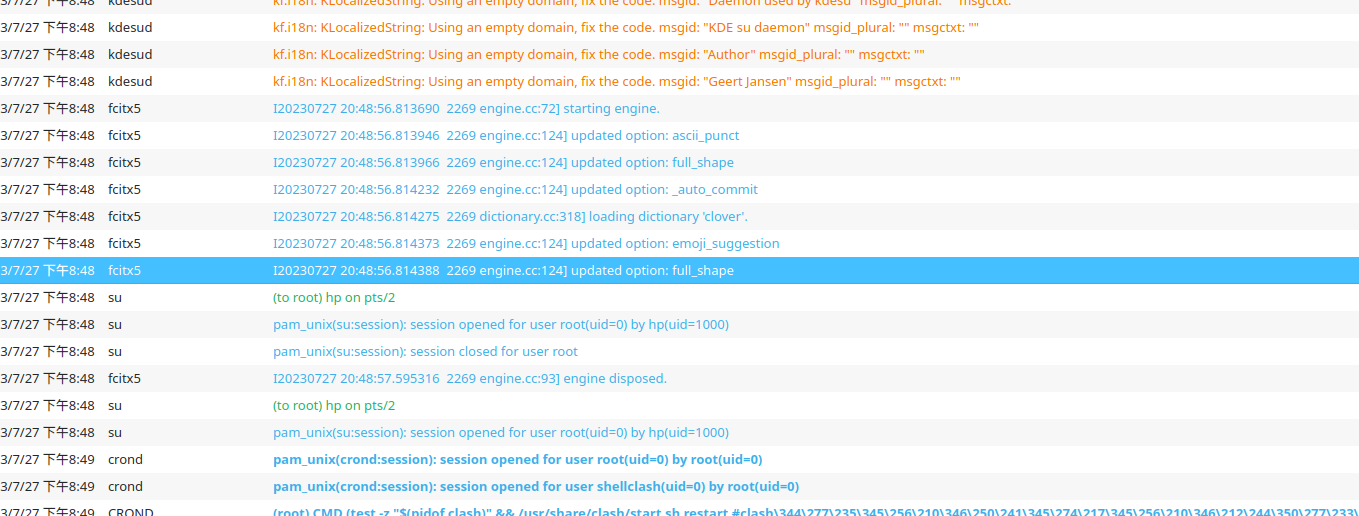 3/7/27 下午8:48 kdesud kf.i18n: KLocalizedString: Using an empty domain, fix the code. msgid: "Daemon used by kdesu" msgid_plural: "" msgctxt:
3/7/27 下午8:48 kdesud kf.i18n: KLocalizedString: Using an empty domain, fix the code. msgid: "KDE su daemon" msgid_plural: "" msgctxt: ""
3/7/27 下午8:48 kdesud kf.i18n: KLocalizedString: Using an empty domain, fix the code. msgid: "Author" msgid_plural: "" msgctxt: ""
3/7/27 下午8:48 kdesud kf.i18n: KLocalizedString: Using an empty domain, fix the code. msgid: "Geert Jansen" msgid_plural: "" msgctxt: ""
3/7/27 下午8:48 fcitx5 I20230727 20:48:56.813690 2269 engine.cc:72] starting engine.
3/7/27 下午8:48 fcitx5 I20230727 20:48:56.813946 2269 engine.cc:124] updated option: ascii_punct
3/7/27 下午8:48 fcitx5 I20230727 20:48:56.813966 2269 engine.cc:124] updated option: full_shape
3/7/27 下午8:48 fcitx5 I20230727 20:48:56.814232 2269 engine.cc:124] updated option: _auto_commit
3/7/27 下午8:48 fcitx5 I20230727 20:48:56.814275 2269 dictionary.cc:318] loading dictionary 'clover'.
3/7/27 下午8:48 fcitx5 I20230727 20:48:56.814373 2269 engine.cc:124] updated option: emoji_suggestion
3/7/27 下午8:48 fcitx5 I20230727 20:48:56.814388 2269 engine.cc:124] updated option: full_shape
3/7/27 下午8:48 su (to root) hp on pts/2
3/7/27 下午8:48 su pam_unix(su:session): session opened for user root(uid=0) by hp(uid=1000)
3/7/27 下午8:48 su pam_unix(su:session): session closed for user root
3/7/27 下午8:48 fcitx5 I20230727 20:48:57.595316 2269 engine.cc:93] engine disposed.
3/7/27 下午8:48 su (to root) hp on pts/2
3/7/27 下午8:48 su pam_unix(su:session): session opened for user root(uid=0) by hp(uid=1000)
3/7/27 下午8:49 crond pam_unix(crond:session): session opened for user root(uid=0) by root(uid=0)
3/7/27 下午8:49 crond pam_unix(crond:session): session opened for user shellclash(uid=0) by root(uid=0)
3/7/27 下午8:49 CROND (root) CMD (test -z "$(pidof clash)" && /usr/share/clash/start.sh restart #clash\344\277\235\345\256\210\346\250\241\345\274\217\345\256\210\346\212\244\350\277\233\